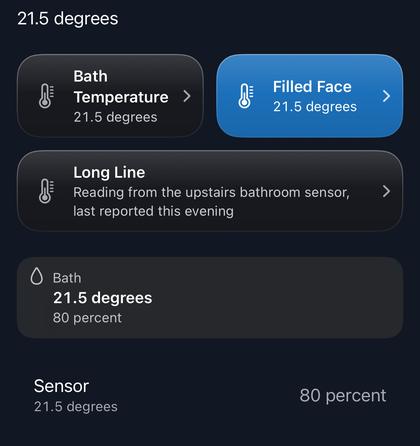 21.5 degrees
Bath
Temperature
21.5 degrees
Filled Face
21.5 degrees
Long Line
Reading from the upstairs bathroom sensor,
last reported this evening
Bath
21.5 degrees
80 percent
Sensor
21.5 degrees
80 percent